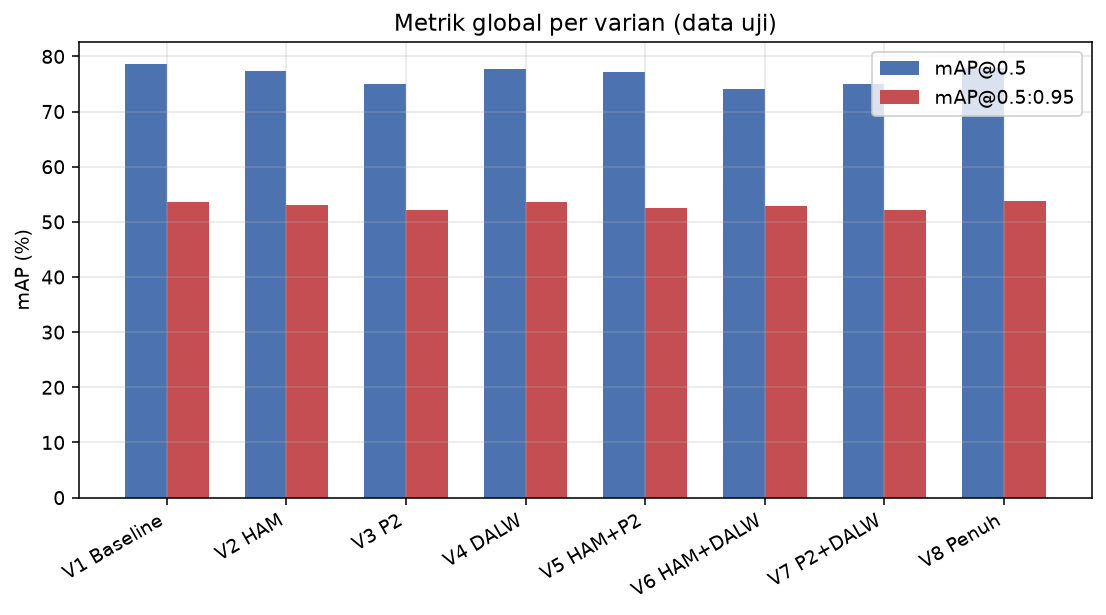 Metrik global per varian (data uji)
mAP@0.5
mAP@0.5:0.95
mAP (%)
80
70
60
50
40
30
20
10
0
V1 Baseline
V2 HAM
V3 P2
V4 DALW
V5 HAM+P2
V6 HAM+DALW
V7 P2+DALW
V8 Penuh